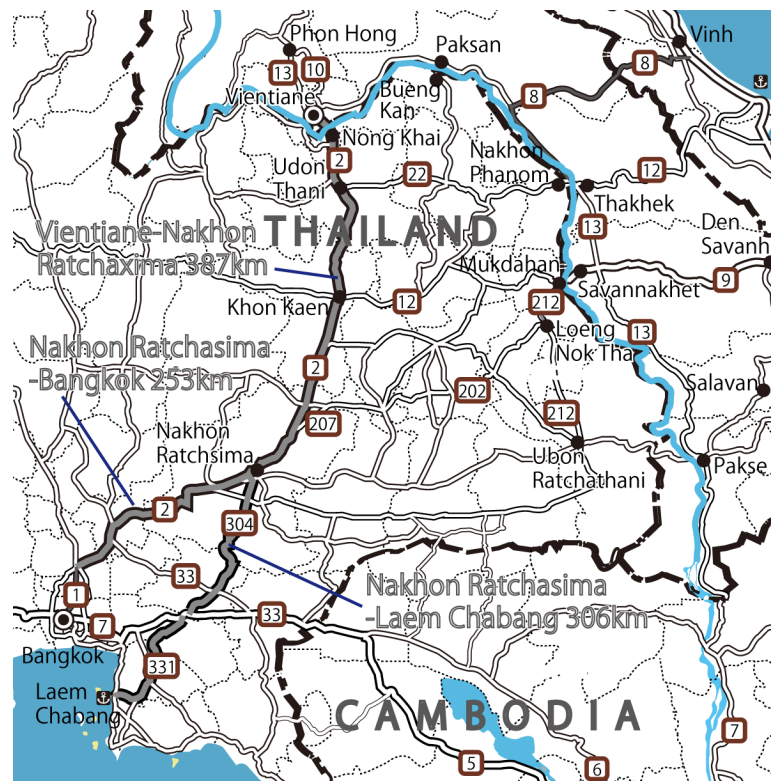 Phon Hong
Paksan
Vinh
13
10
8
8
Vientiane
Bueng
Kan
Nong Khai
2
Udon
Thani
22
Nakhon
Phanom
12
Thakhek
Vientiane-Nakhon
Ratchaxima 387km
THAILAND
13
Den
Savanh
Mukdahan
Savannakhet
9
Khon Kaen
12
212
Loeng
Nok Tha
13
Nakhon Ratchasima
-Bangkok 253km
2
202
Salavan
207
212
Nakhon
Ratchsima
Ubon
Ratchathani
Pakse
2
304
33
Nakhon Ratchasima
-Laem Chabang 306km
1
7
33
Bangkok
331
Laem
Chabang
CAMBODIA
7
5
6